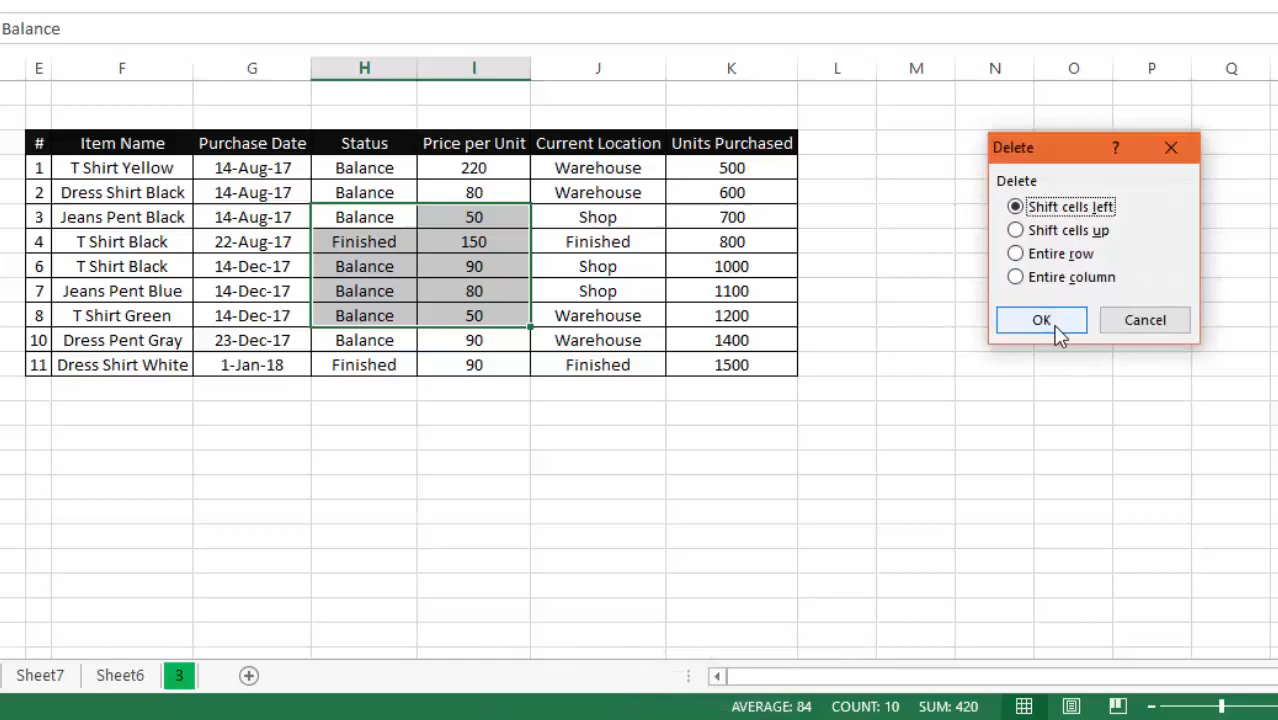 Balance
E F G H I J K L M N O P Q
# Item Name Purchase Date Status Price per Unit Current Location Units Purchased
1 T Shirt Yellow 14-Aug-17 Balance 220 Warehouse 500
2 Dress Shirt Black 14-Aug-17 Balance 80 Warehouse 600
3 Jeans Pent Black 14-Aug-17 Balance 50 Shop 700
4 T Shirt Black 22-Aug-17 Finished 150 Finished 800
6 T Shirt Black 14-Dec-17 Balance 90 Shop 1000
7 Jeans Pent Blue 14-Dec-17 Balance 80 Shop 1100
8 T Shirt Green 14-Dec-17 Balance 50 Warehouse 1200
10 Dress Pent Gray 23-Dec-17 Balance 90 Warehouse 1400
11 Dress Shirt White 1-Jan-18 Finished 90 Finished 1500
Delete ?
Delete
Shift cells left
Shift cells up
Entire row
Entire column
OK Cancel
Sheet7 Sheet6 3
AVERAGE: 84 COUNT: 10 SUM: 420